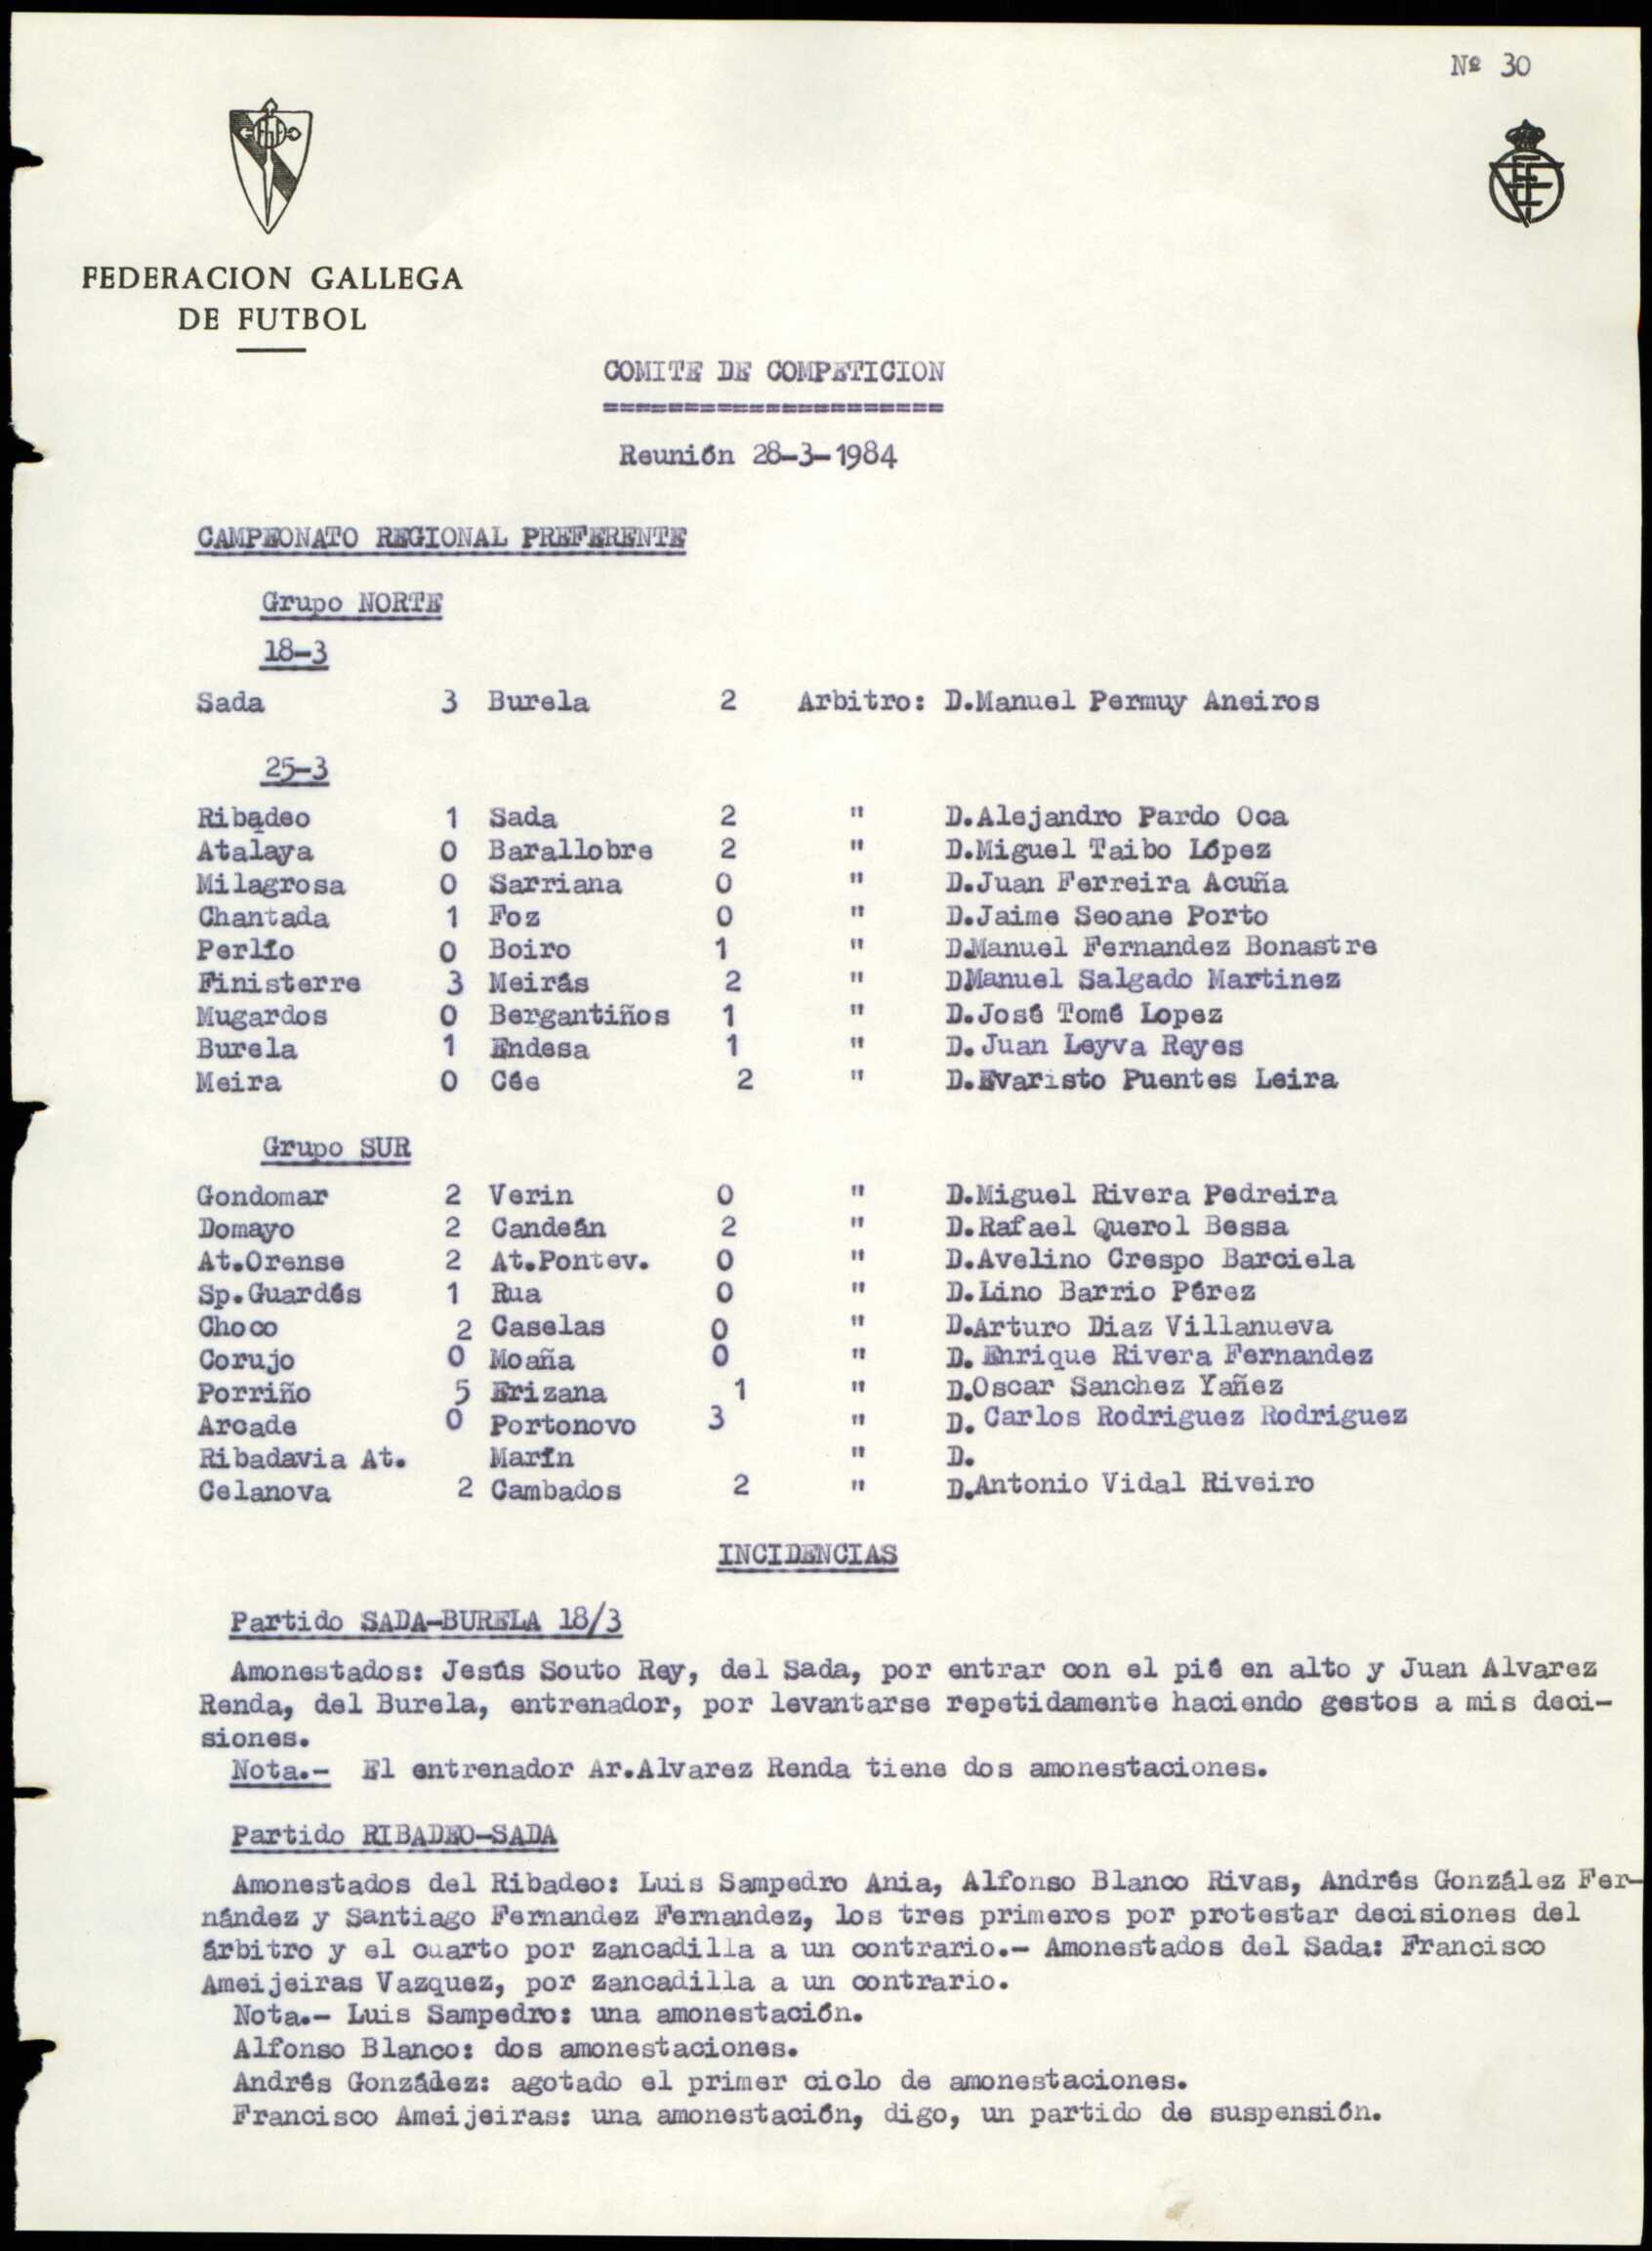 Nº 30
FEDERACION GALLEGA
DE FUTBOL
COMITE DE COMPETICION
=====================
Reunión 28-3-1984
CAMPEONATO REGIONAL PREFERENTE
Grupo NORTE
18-3
Sada 3 Burela 2 Arbitro: D.Manuel Permuy Aneiros
25-3
Ribadeo 1 Sada 2 " D.Alejandro Pardo Oca
Atalaya 0 Barallobre 2 " D.Miguel Taibo López
Milagrosa 0 Sarriana 0 " D.Juan Ferreira Acuña
Chantada 1 Foz 0 " D.Jaime Seoane Porto
Perlío 0 Boiro 1 " D.Manuel Fernandez Bonastre
Finisterre 3 Meirás 2 " D.Manuel Salgado Martinez
Mugardos 0 Bergantiños 1 " D.José Tomé Lopez
Burela 1 Endesa 1 " D. Juan Leyva Reyes
Meira 0 Cée 2 " D.Evaristo Puentes Leira
Grupo SUR
Gondomar 2 Verin 0 " D.Miguel Rivera Pedreira
Domayo 2 Candeán 2 " D.Rafael Querol Bessa
At.Orense 2 At.Pontev. 0 " D.Avelino Crespo Barciela
Sp.Guardés 1 Rua 0 " D.Lino Barrio Pérez
Choco 2 Caselas 0 " D.Arturo Diaz Villanueva
Corujo 0 Moaña 0 " D. Enrique Rivera Fernandez
Porriño 5 Erizana 1 " D.Oscar Sanchez Yañez
Arcade 0 Portonovo 3 " D. Carlos Rodriguez Rodriguez
Ribadavia At. Marín " D.
Celanova 2 Cambados 2 " D.Antonio Vidal Riveiro
INCIDENCIAS
Partido SADA-BURELA 18/3
Amonestados: Jesús Souto Rey, del Sada, por entrar con el pié en alto y Juan Alvarez
Renda, del Burela, entrenador, por levantarse repetidamente haciendo gestos a mis deci-
siones.
Nota.- El entrenador Ar.Alvarez Renda tiene dos amonestaciones.
Partido RIBADEO-SADA
Amonestados del Ribadeo: Luis Sampedro Ania, Alfonso Blanco Rivas, Andrés González Fer-
nández y Santiago Fernandez Fernandez, los tres primeros por protestar decisiones del
árbitro y el cuarto por zancadilla a un contrario.- Amonestados del Sada: Francisco
Ameijeiras Vazquez, por zancadilla a un contrario.
Nota.- Luis Sampedro: una amonestación.
Alfonso Blanco: dos amonestaciones.
Andrés González: agotado el primer ciclo de amonestaciones.
Francisco Ameijeiras: una amonestación, digo, un partido de suspensión.